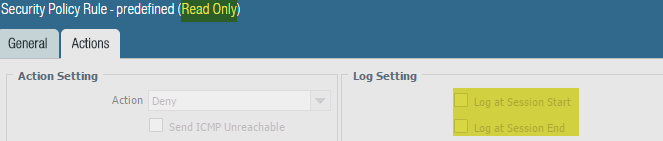 Security Policy Rule - predefined (Read Only)
General Actions
Action Setting
Action Deny
Send ICMP Unreachable
Log Setting
Log at Session Start
Log at Session End